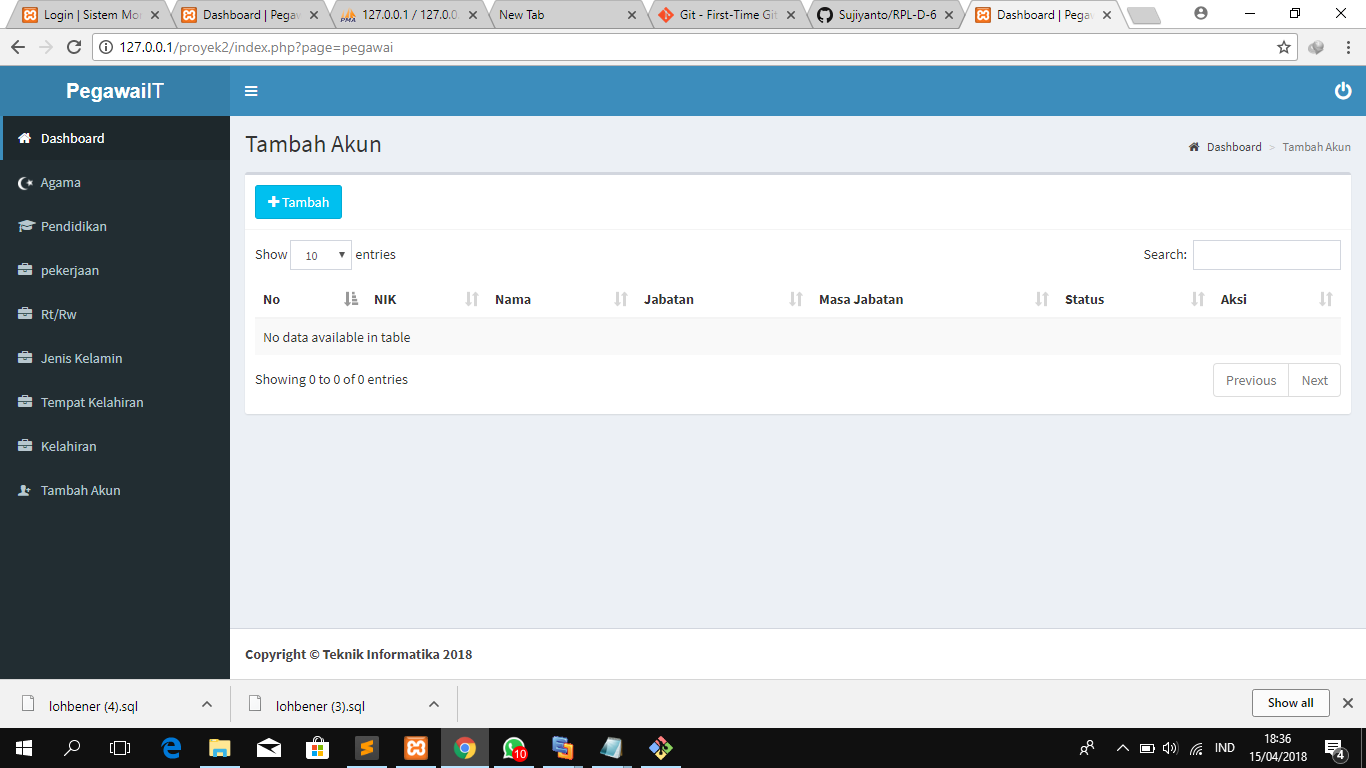 Login | Sistem Mon
Dashboard | Pegaw
PMA
127.0.0.1 / 127.0.0.
New Tab
Git - First-Time Git
Sujiyanto/RPL-D-6
Dashboard | Pegaw
127.0.0.1/proyek2/index.php?page=pegawai
PegawaiIT
Dashboard
Agama
Pendidikan
pekerjaan
Rt/Rw
Jenis Kelamin
Tempat Kelahiran
Kelahiran
Tambah Akun
Tambah Akun
Dashboard > Tambah Akun
Tambah
Show 10 entries
Search:
No NIK Nama Jabatan Masa Jabatan Status Aksi
No data available in table
Showing 0 to 0 of 0 entries
Previous Next
Copyright © Teknik Informatika 2018
lohbener (4).sql
lohbener (3).sql
Show all
10
IND
18:36
15/04/2018
4